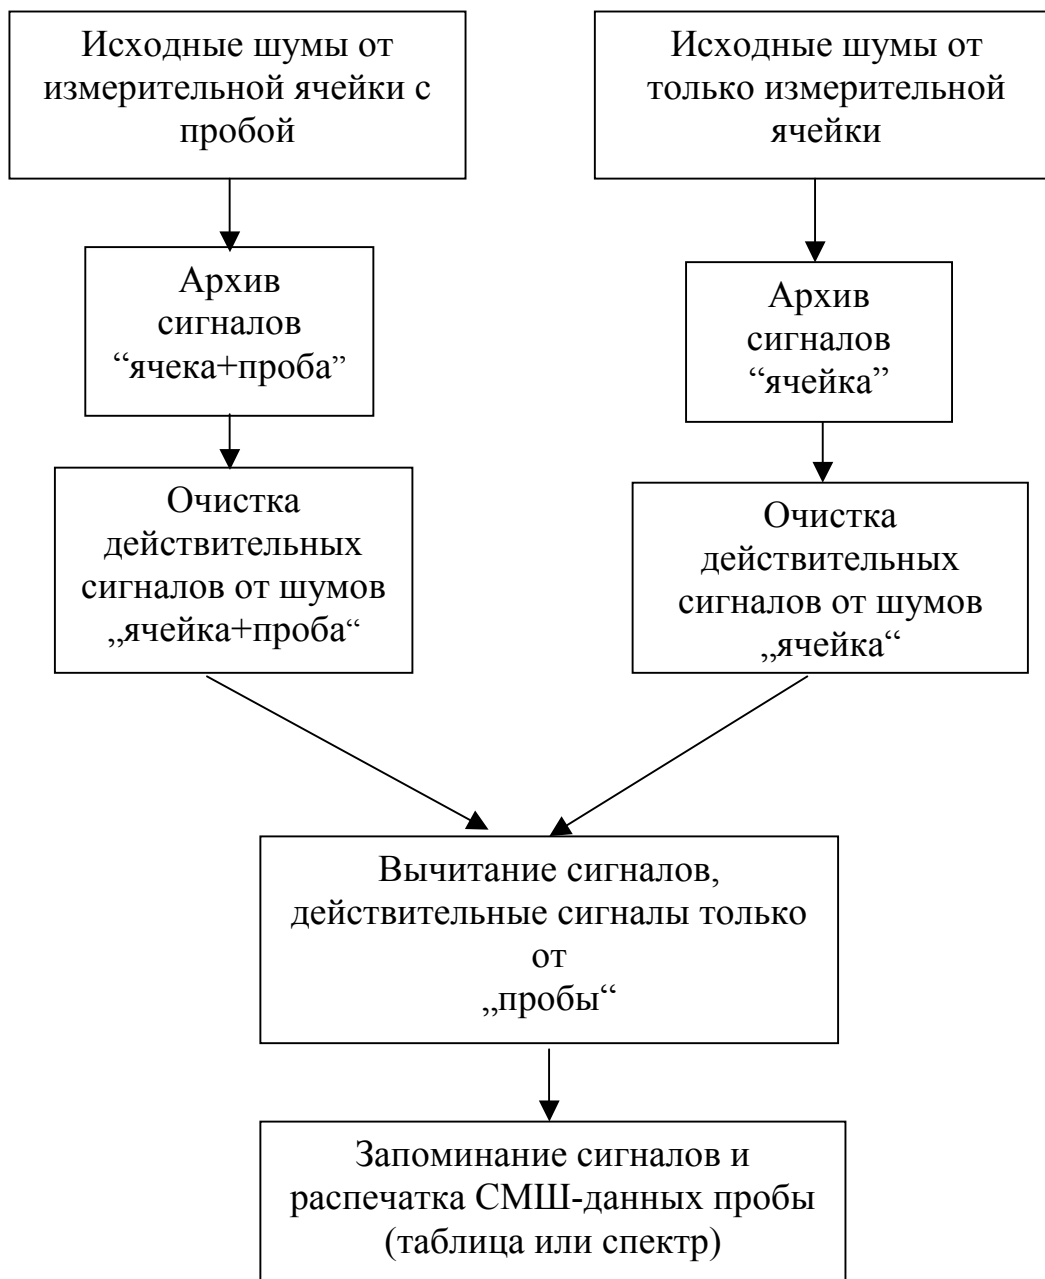 Исходные шумы от
измерительной ячейки с
пробой
Исходные шумы от
только измерительной
ячейки
Архив
сигналов
“ячека+проба”
Архив
сигналов
“ячейка”
Очистка
действительных
сигналов от шумов
„ячейка+проба“
Очистка
действительных
сигналов от шумов
„ячейка“
Вычитание сигналов,
действительные сигналы только
от
„пробы“
Запоминание сигналов и
распечатка СМШ-данных пробы
(таблица или спектр)